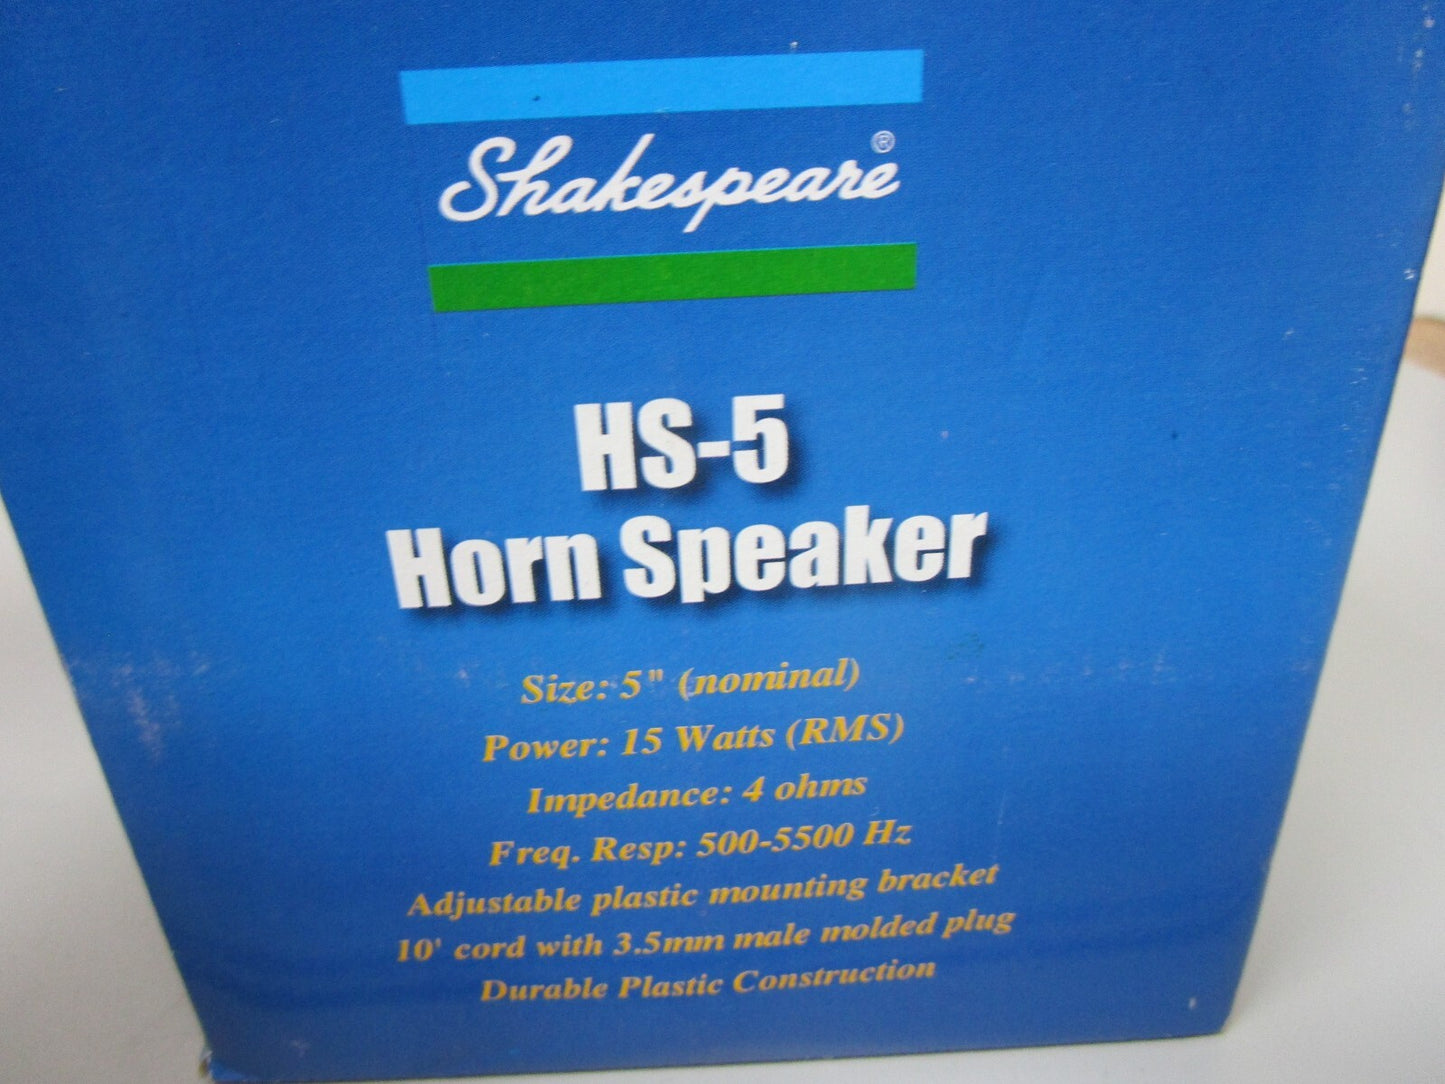 Shakespeare®
HS-5
Horn Speaker
Size: 5" (nominal)
Power: 15 Watts (RMS)
Impedance: 4 ohms
Freq. Resp: 500-5500 Hz
Adjustable plastic mounting bracket
10' cord with 3.5mm male molded plug
Durable Plastic Construction